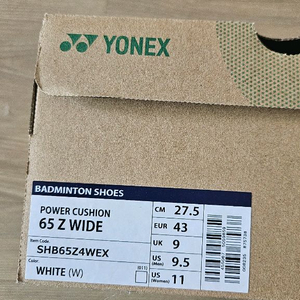 YONEX
BADMINTON SHOES
POWER CUSHION
65 Z WIDE
Item Code:
SHB65Z4WEX
Color
WHITE (W)
(011)
CM 27.5
EUR 43
UK 9
US (Men) 9.5
US (Women) 11